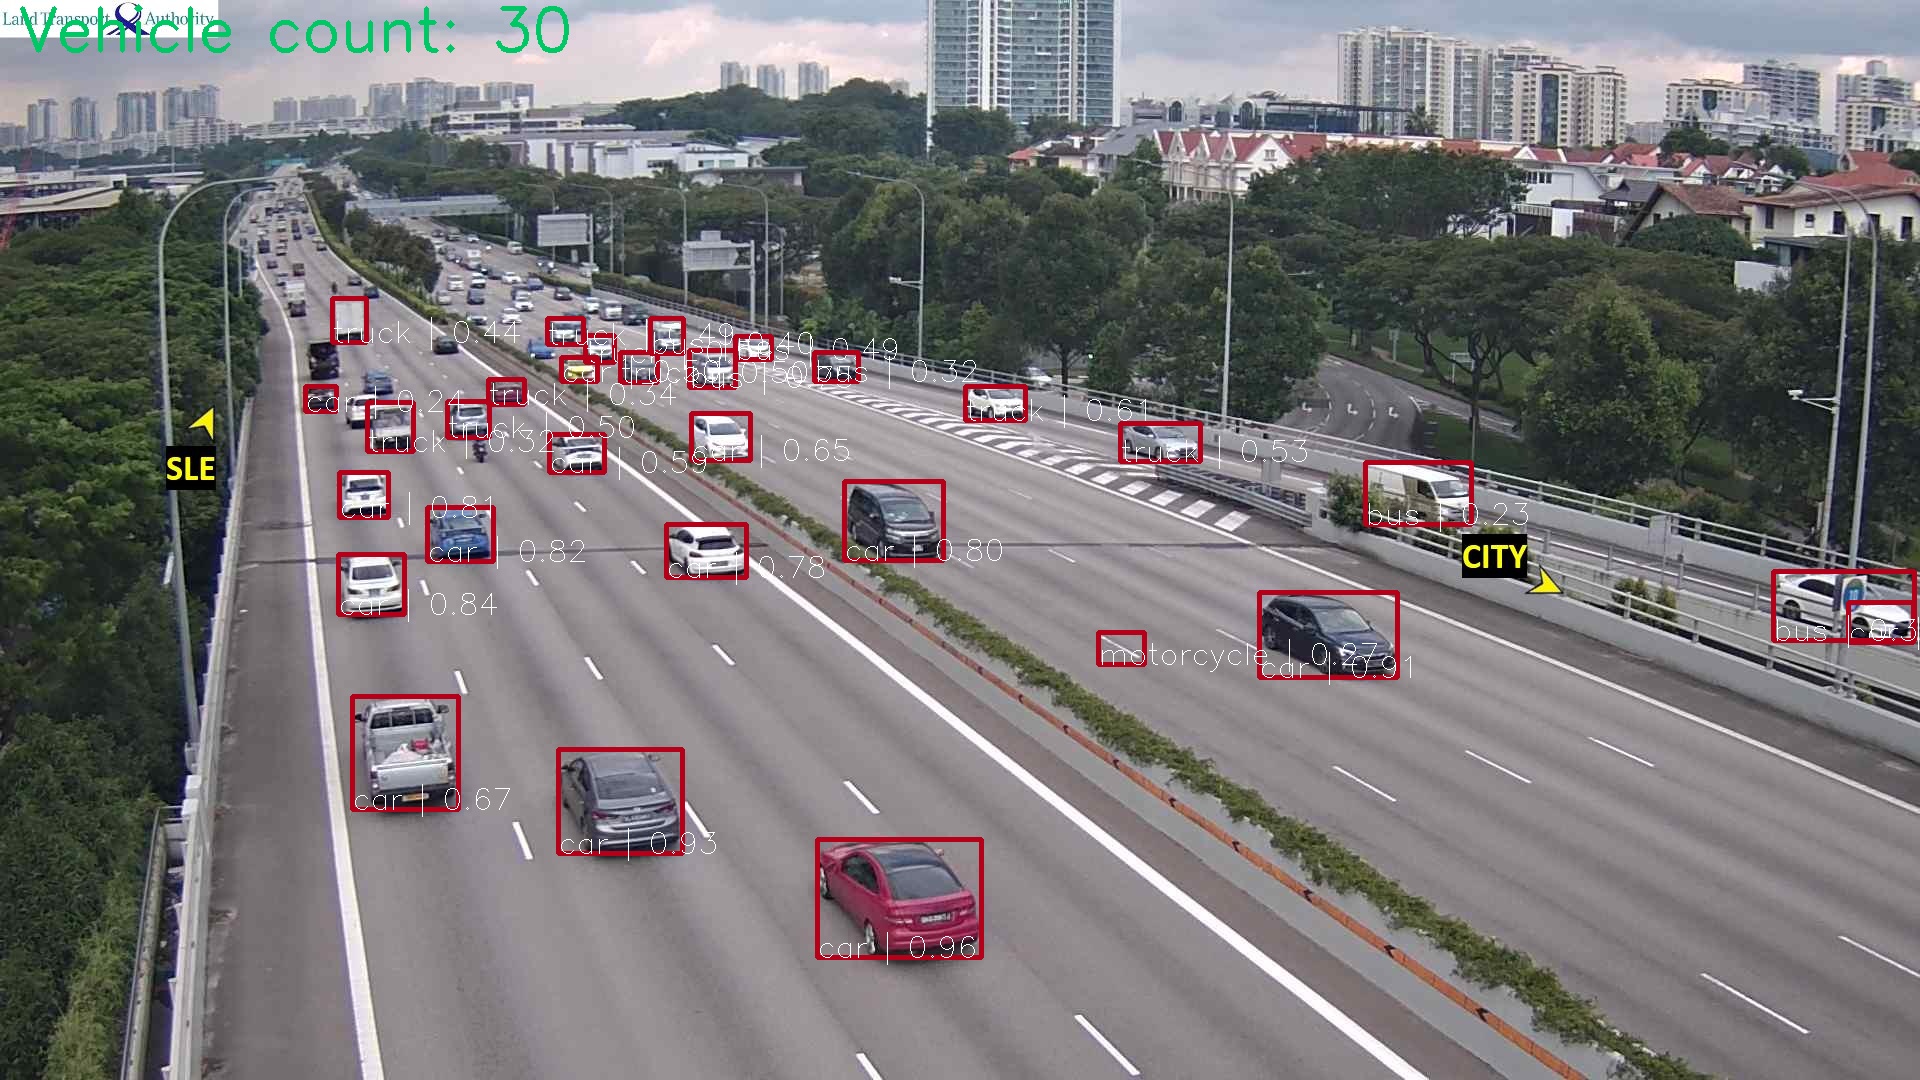 Land Transport Authority
Vehicle count: 30
truck | 0.44
car | 0.24
truck | 0.34
truck | 0.32
truck | 0.50
car | 0.59
car | 0.65
bus | 0.32
truck | 0.61
truck | 0.53
SLE
car | 0.81
car | 0.82
car | 0.78
car | 0.80
bus | 0.23
CITY
car | 0.84
bus
motorcycle | 0.27
car | 0.91
car | 0.67
car | 0.93
car | 0.96